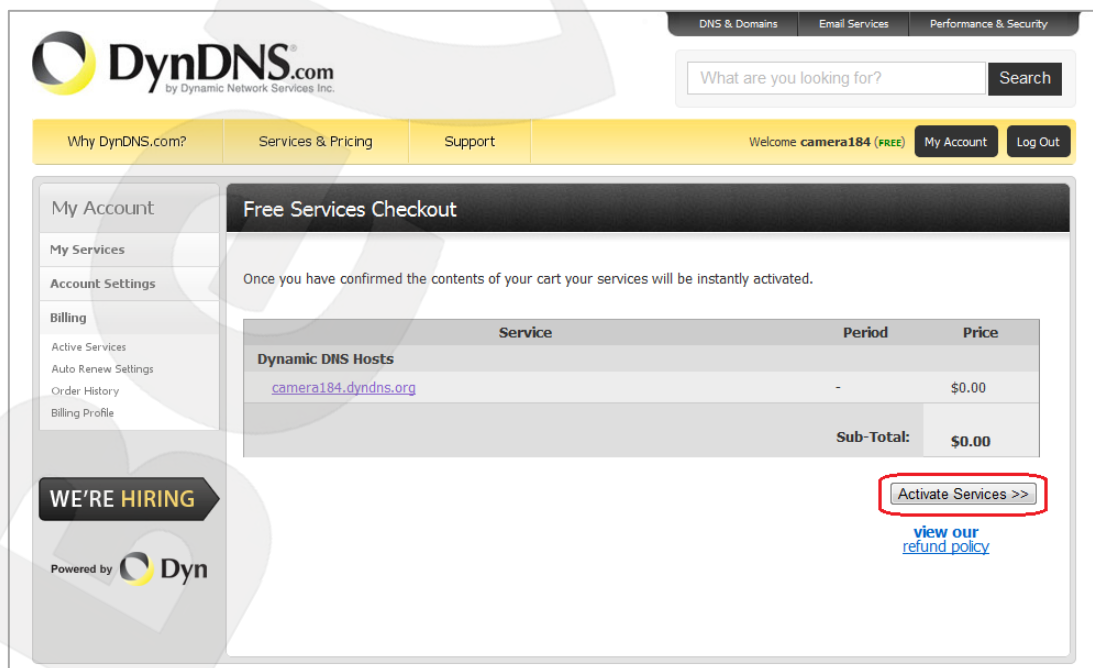 DNS & Domains Email Services Performance & Security
DynDNS.com
by Dynamic Network Services Inc.
What are you looking for? Search
Why DynDNS.com? Services & Pricing Support Welcome camera184 (FREE) My Account Log Out
My Account
My Services
Account Settings
Billing
Active Services
Auto Renew Settings
Order History
Billing Profile
WE'RE HIRING
Powered by Dyn
Free Services Checkout
Once you have confirmed the contents of your cart your services will be instantly activated.
Service Period Price
Dynamic DNS Hosts
camera184.dyndns.org - $0.00
Sub-Total: $0.00
Activate Services >>
view our
refund policy